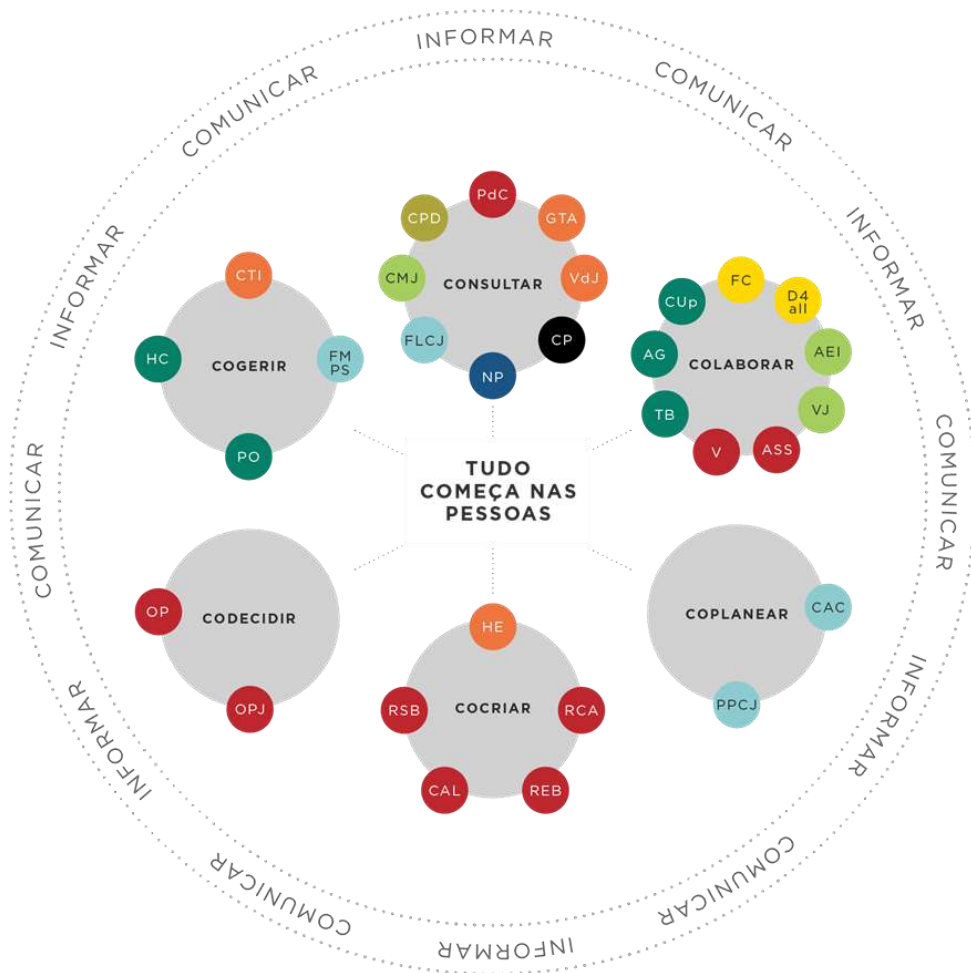 INFORMAR
COMUNICAR
INFORMAR
COMUNICAR
INFORMAR
COMUNICAR
INFORMAR
COMUNICAR
INFORMAR
COMUNICAR
INFORMAR
COMUNICAR
PdC
GTA
VdJ
CP
NP
FLCJ
CMJ
CPD
CONSULTAR
FC
D4
all
AEI
VJ
ASS
V
TB
AG
CUp
COLABORAR
CAC
PPCJ
COPLANEAR
HE
RCA
REB
CAL
RSB
COCRIAR
OP
OPJ
CODECIDIR
CTI
FM
PS
PO
HC
COGERIR
TUDO
COMEÇA NAS
PESSOAS